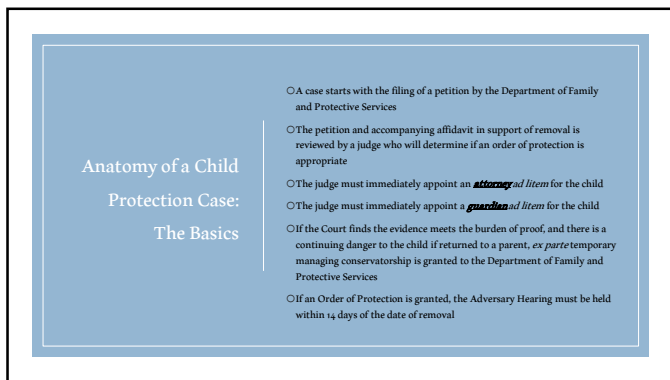 Anatomy of a Child
Protection Case:
The Basics
○A case starts with the filing of a petition by the Department of Family
and Protective Services
○The petition and accompanying affidavit in support of removal is
reviewed by a judge who will determine if an order of protection is
appropriate
○The judge must immediately appoint an attorney ad litem for the child
○The judge must immediately appoint a guardian ad litem for the child
○If the Court finds the evidence meets the burden of proof, and there is a
continuing danger to the child if returned to a parent, ex parte temporary
managing conservatorship is granted to the Department of Family and
Protective Services
○If an Order of Protection is granted, the Adversary Hearing must be held
within 14 days of the date of removal